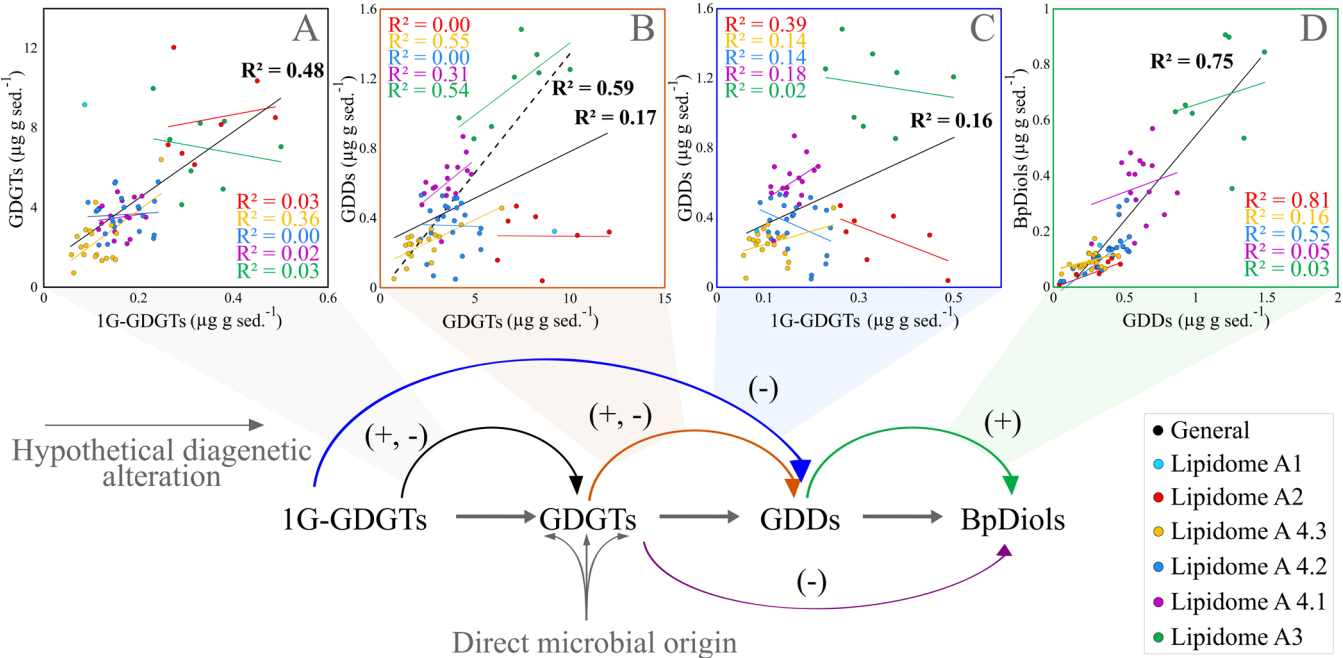 A
R² = 0.48
R² = 0.03
R² = 0.36
R² = 0.00
R² = 0.02
R² = 0.03
12
8
4
0
0
0.2
0.4
0.6
GDGTs (µg g sed.⁻¹)
1G-GDGTs (µg g sed.⁻¹)
B
R² = 0.00
R² = 0.55
R² = 0.00
R² = 0.31
R² = 0.54
R² = 0.59
R² = 0.17
1.6
1.2
0.8
0.4
0
0
5
10
15
GDDs (µg g sed.⁻¹)
GDGTs (µg g sed.⁻¹)
C
R² = 0.39
R² = 0.14
R² = 0.14
R² = 0.18
R² = 0.02
R² = 0.16
1.6
1.2
0.8
0.4
0
0.1
0.3
0.5
GDDs (µg g sed.⁻¹)
1G-GDGTs (µg g sed.⁻¹)
D
R² = 0.75
R² = 0.81
R² = 0.16
R² = 0.55
R² = 0.05
R² = 0.03
1
0.8
0.6
0.4
0.2
0
0
0.5
1
1.5
2
BpDiols (µg g sed.⁻¹)
GDDs (µg g sed.⁻¹)
Hypothetical diagenetic
alteration
(+, -)
(+, -)
(-)
(+)
(-)
1G-GDGTs
GDGTs
GDDs
BpDiols
Direct microbial origin
General
Lipidome A1
Lipidome A2
Lipidome A 4.3
Lipidome A 4.2
Lipidome A 4.1
Lipidome A3